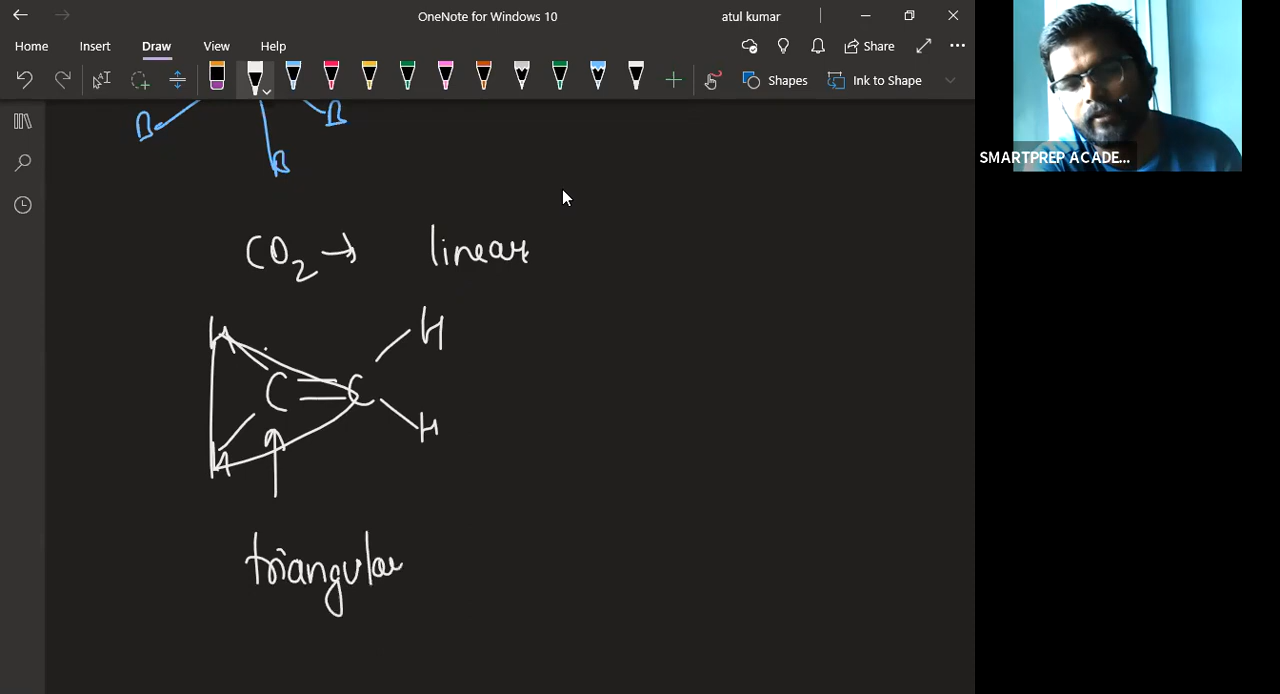 OneNote for Windows 10
atul kumar
Home Insert Draw View Help
Share
Shapes
Ink to Shape
SMARTPREP ACADE...
B B
B
CO2 → linear
H H
C = C
H H
triangular